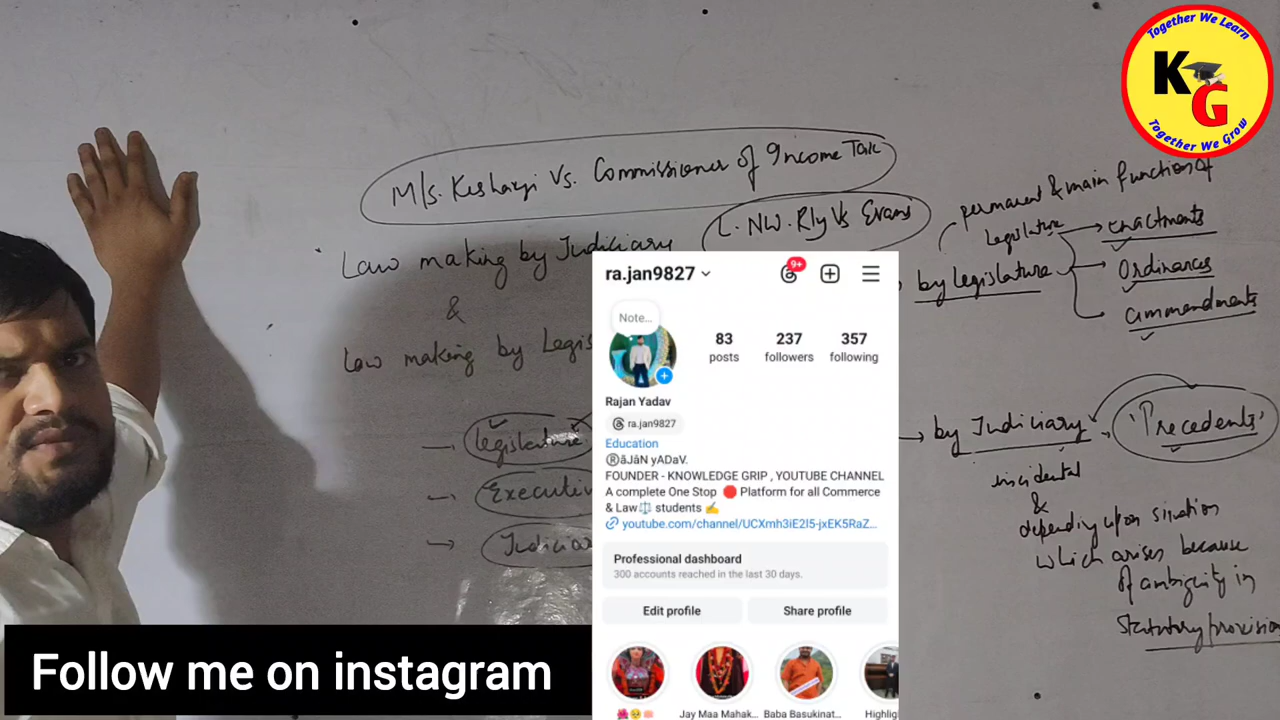 Together We Learn
K
G
Together We Grow
M/s. Keshavji Vs. Commissioner of Income Tax
L. NW. Rly Vs Evans
Law making by Judiciary
&
Law making by Legis
→ Legislature
→ Executiv
→ Judiciar
permanent & main function of
legislature
by legislature
→ enactments
→ Ordinances
ammendments
→ by Judiciary
'Precedents'
incidental
&
depending upon situation
which arises because
of ambiguity in
Statutory provision
ra.jan9827
9+
Note...
83
posts
237
followers
357
following
Rajan Yadav
ra.jan9827
Education
®āJāN yADaV.
FOUNDER - KNOWLEDGE GRIP , YOUTUBE CHANNEL
A complete One Stop 🛑 Platform for all Commerce
& Law⚖️ students ✍️
youtube.com/channel/UCXmh3iE2I5-jxEK5RaZ...
Professional dashboard
300 accounts reached in the last 30 days.
Edit profile
Share profile
Jay Maa Mahak...
Baba Basukinat...
Highlig
Follow me on instagram